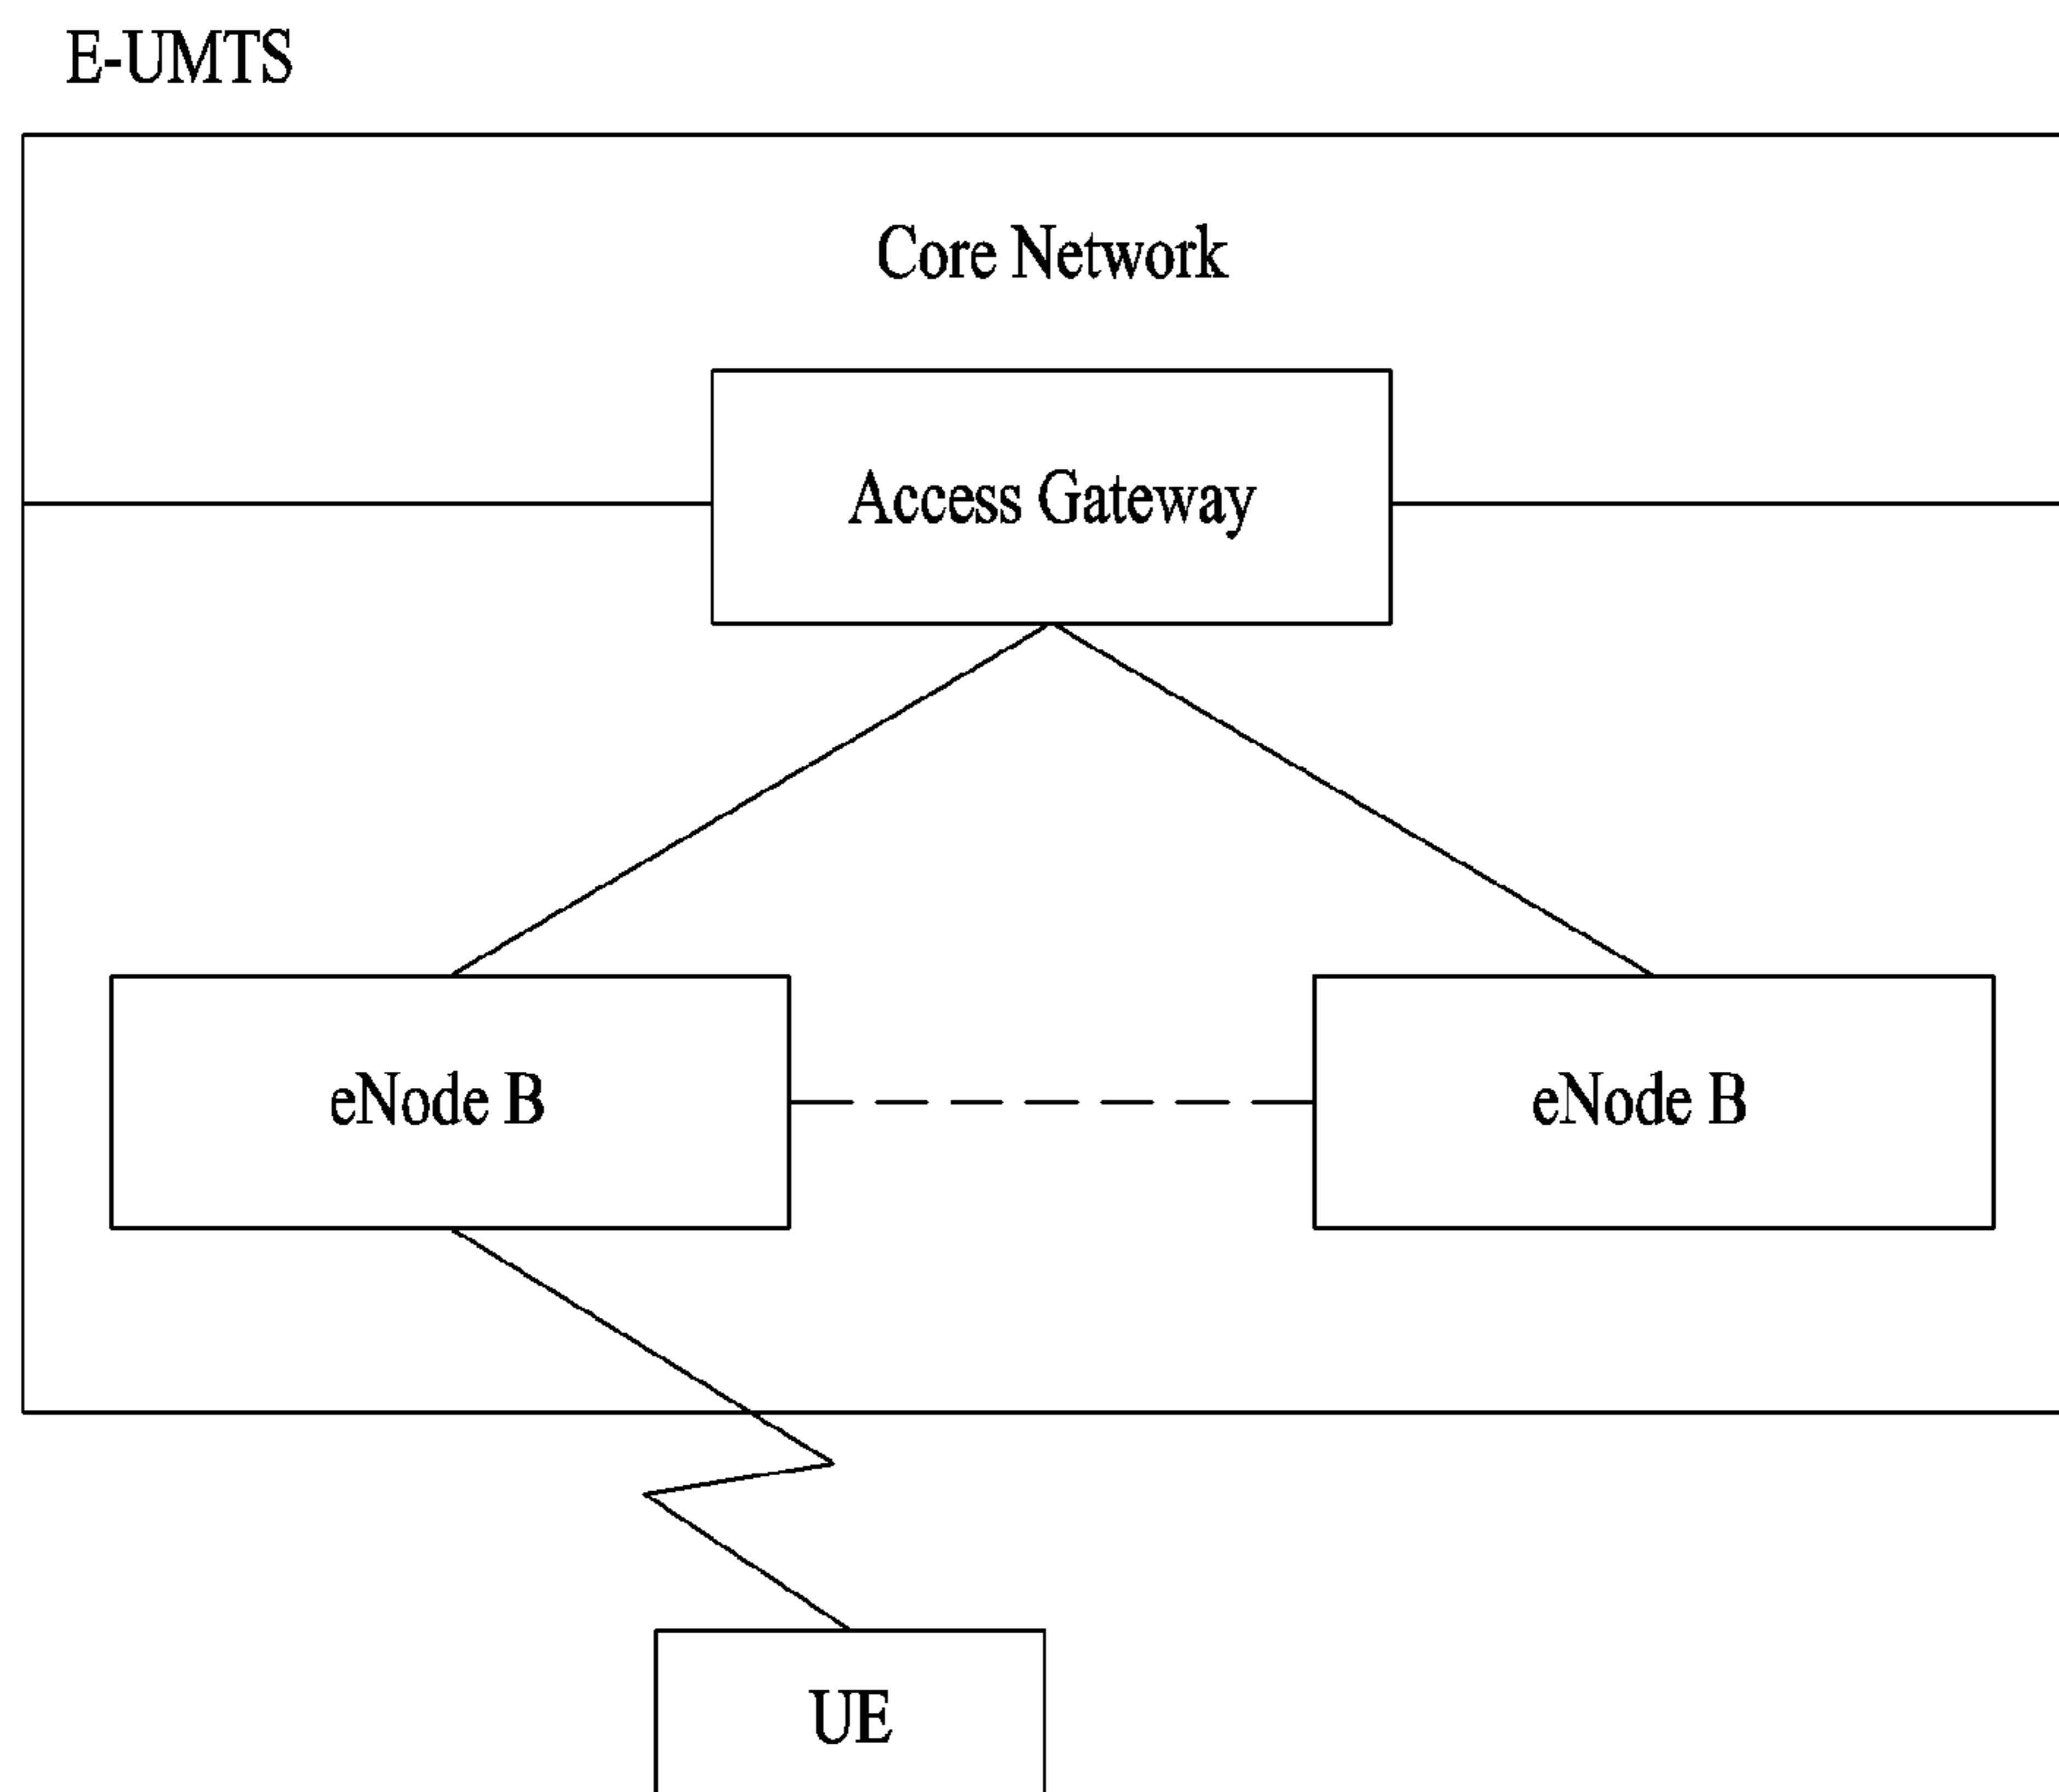 E-UMTS
Core Network
Access Gateway
eNode B
eNode B
UE